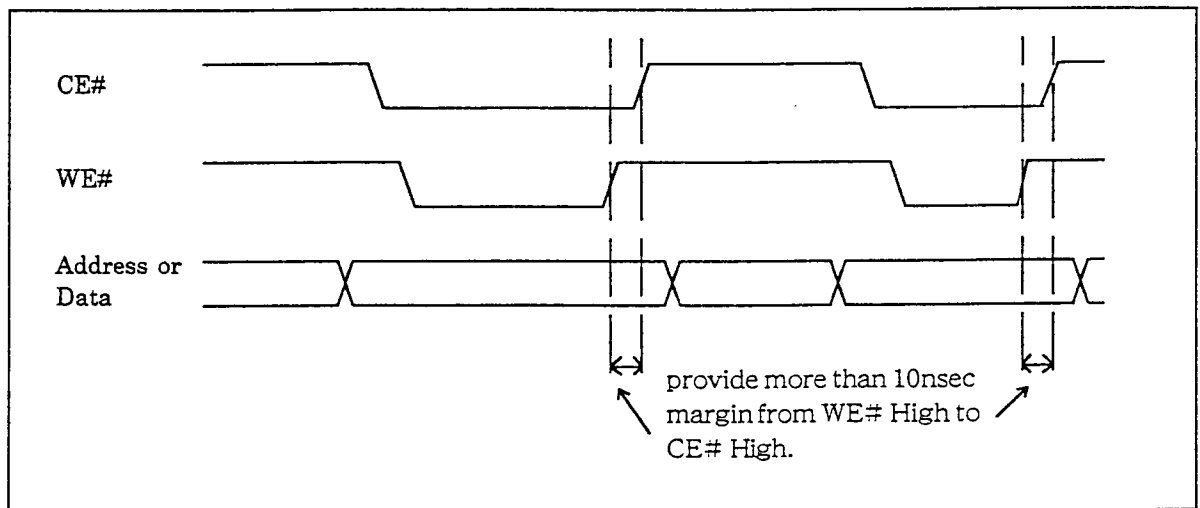 CE#
WE#
Address or
Data
provide more than 10nsec
margin from WE# High to
CE# High.